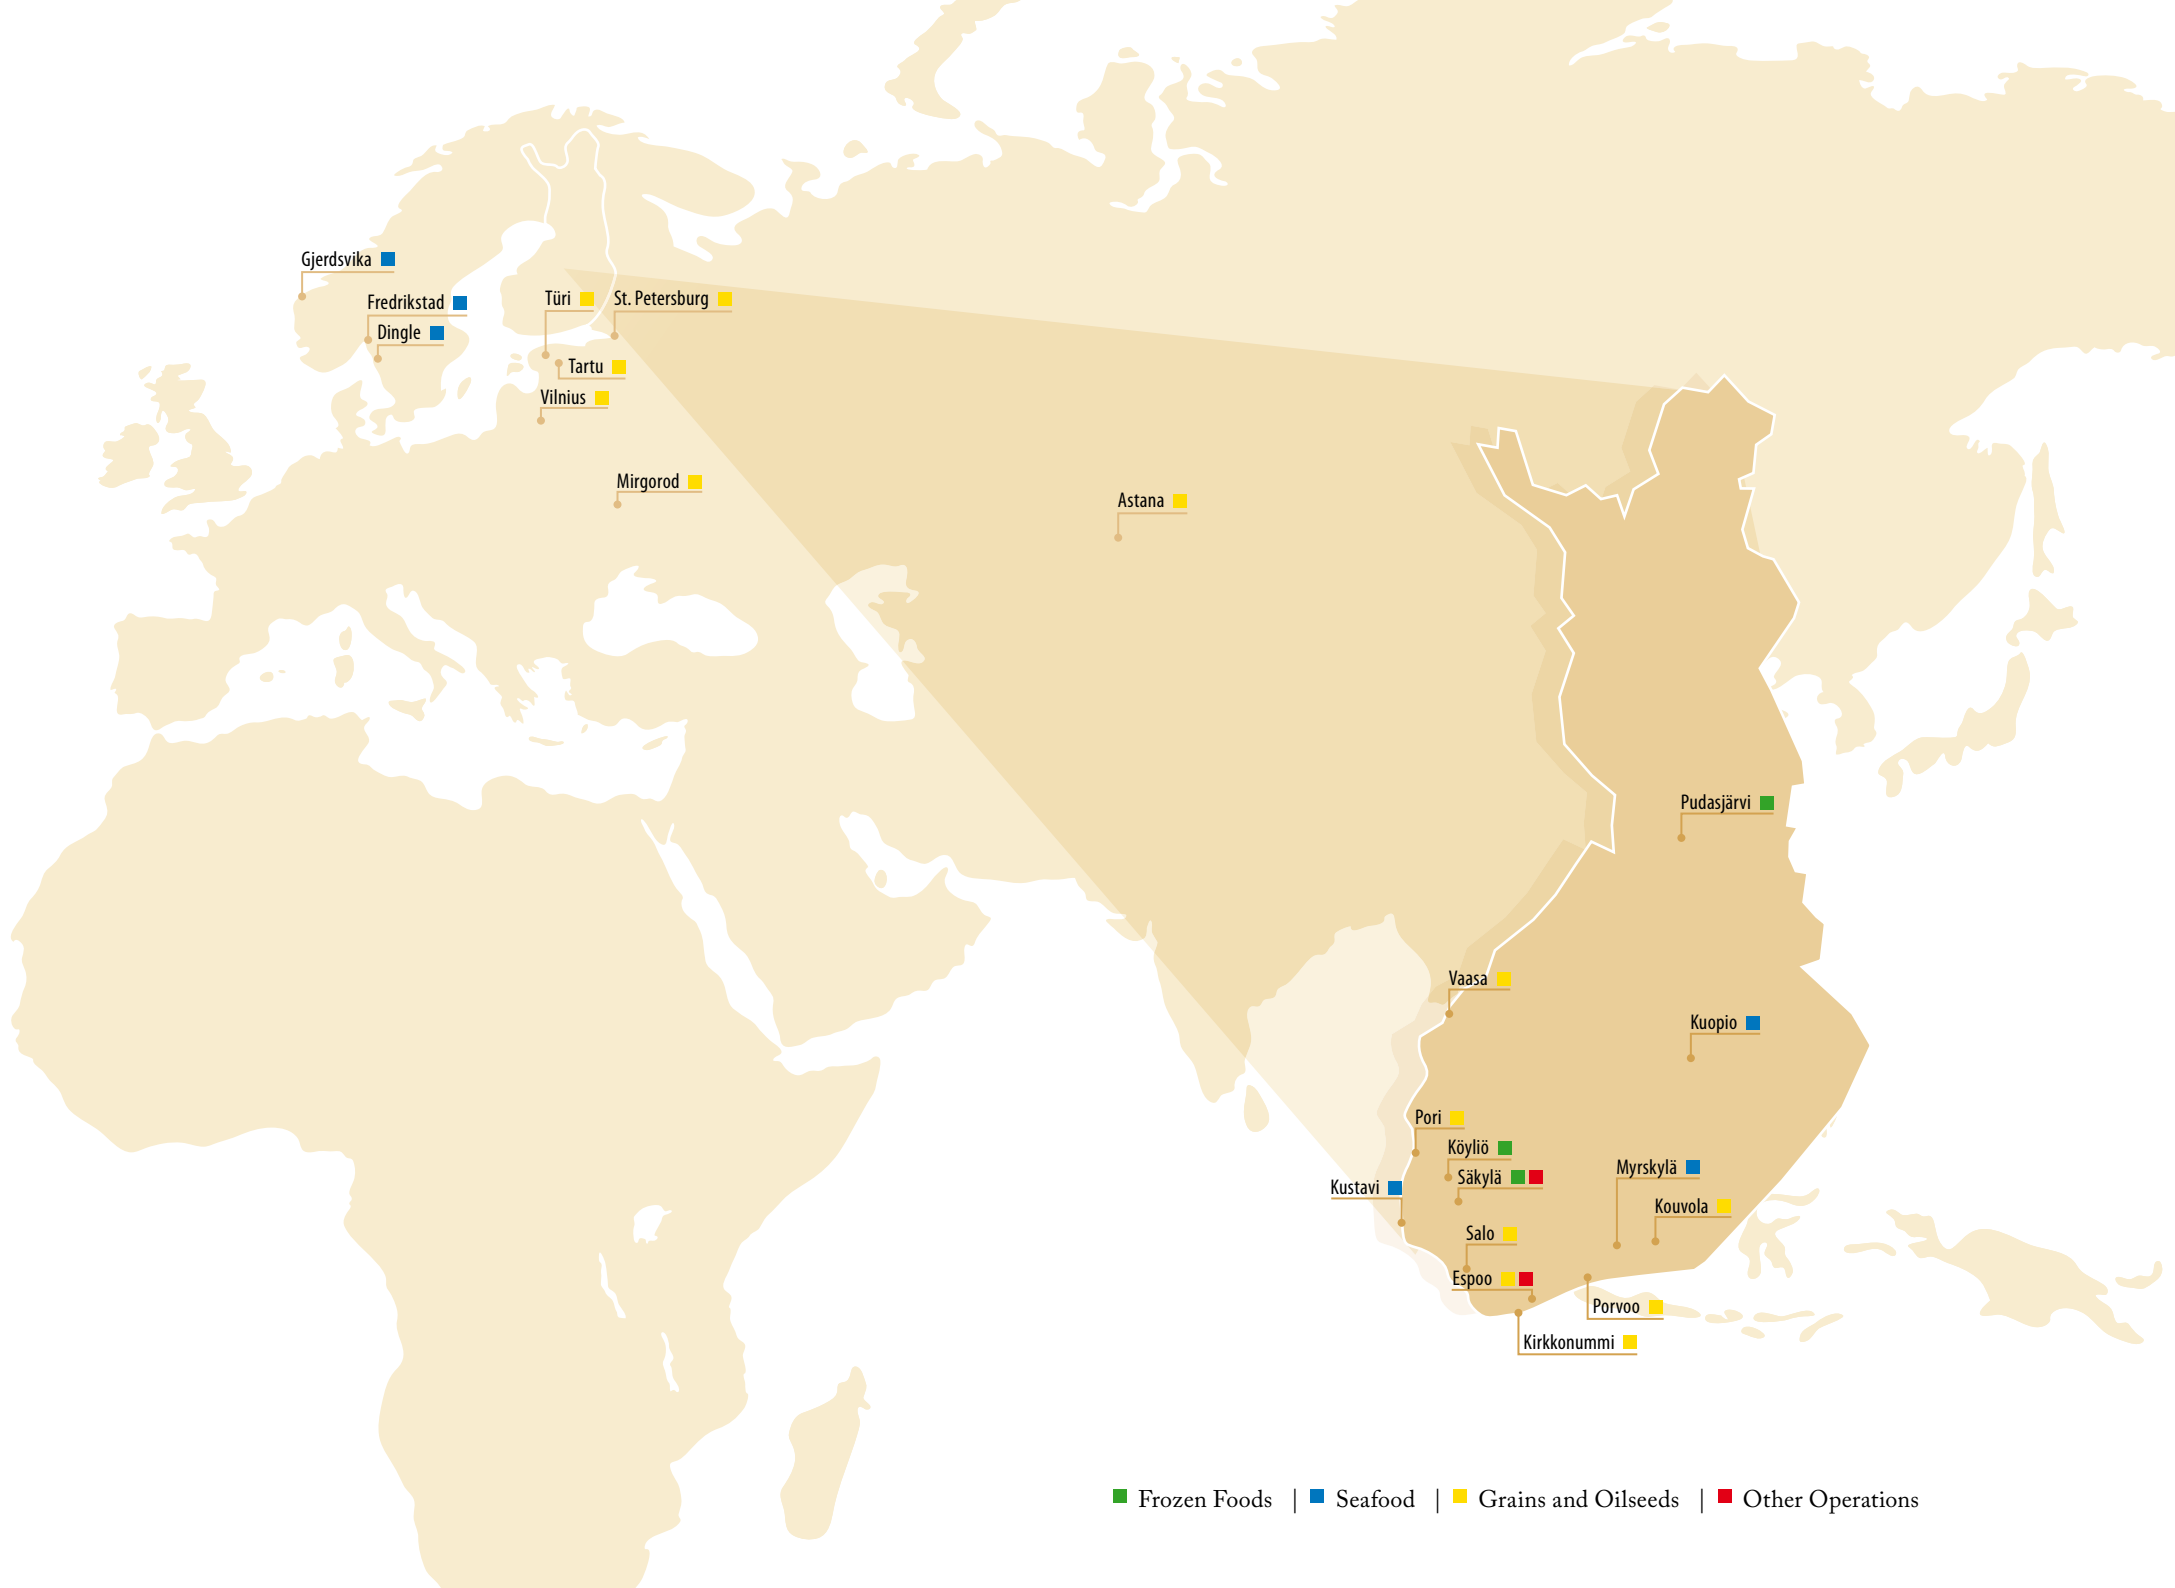 Gjerdsvika
Fredrikstad
Dingle
Türi
St. Petersburg
Tartu
Vilnius
Mirgorod
Astana
Pudasjärvi
Vaasa
Kuopio
Pori
Köyliö
Säkylä
Kustavi
Myrskylä
Kouvola
Salo
Espoo
Porvoo
Kirkkonummi
Frozen Foods | Seafood | Grains and Oilseeds | Other Operations